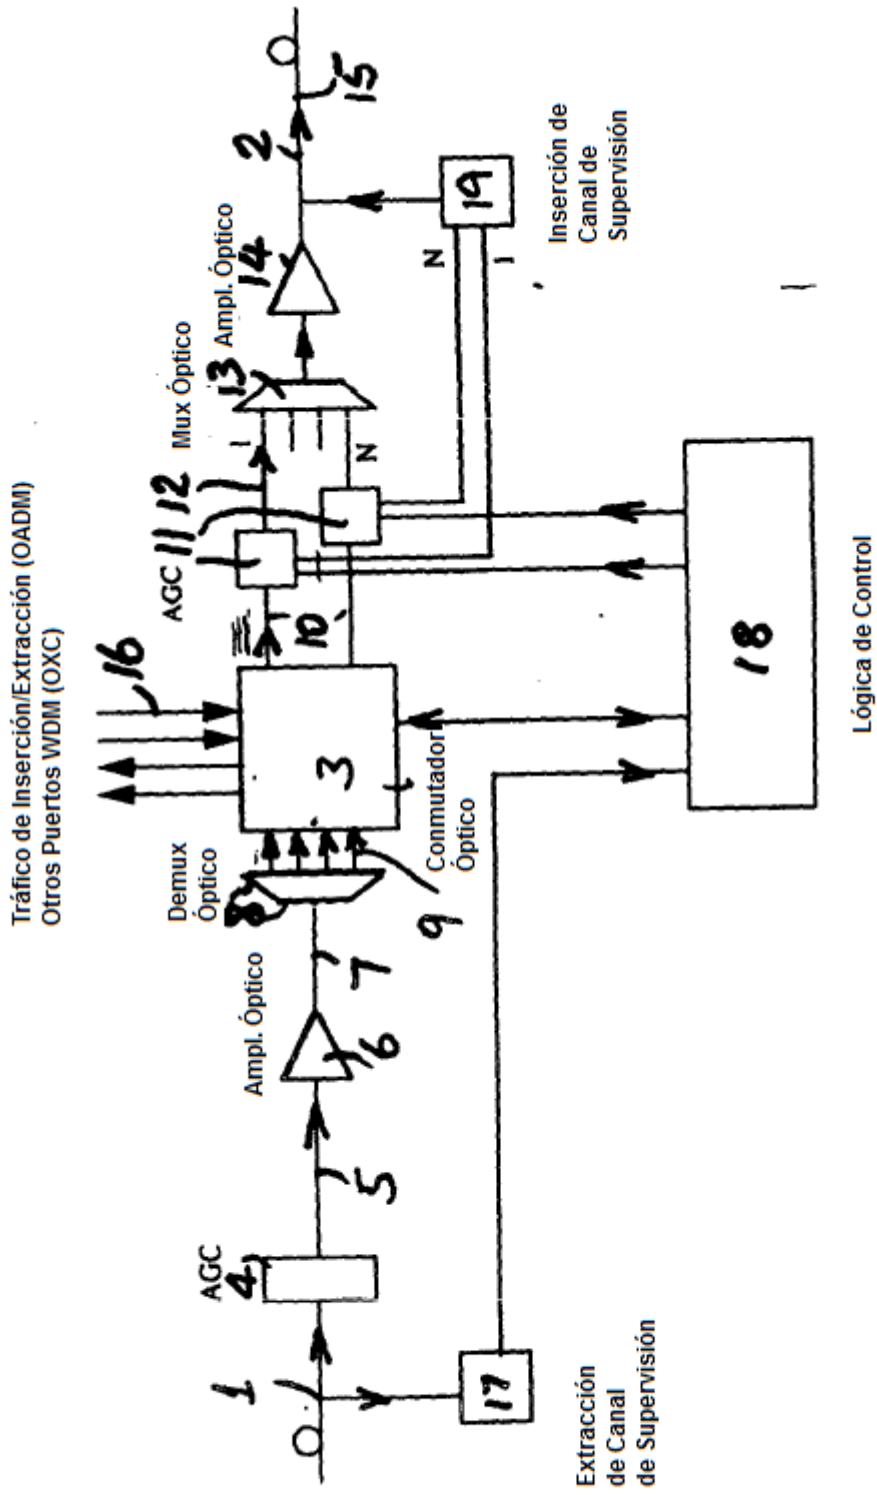 Tráfico de Inserción/Extracción (OADM)
Otros Puertos WDM (OXC)
16
1
AGC
4
5
Ampl. Óptico
6
7
Demux
Óptico
8
9
3
Conmutador
Óptico
10
AGC
11
12
1
N
Mux Óptico
13
Ampl. Óptico
14
2
15
17
Extracción
de Canal
de Supervisión
18
Lógica de Control
N
1
19
Inserción de
Canal de
Supervisión